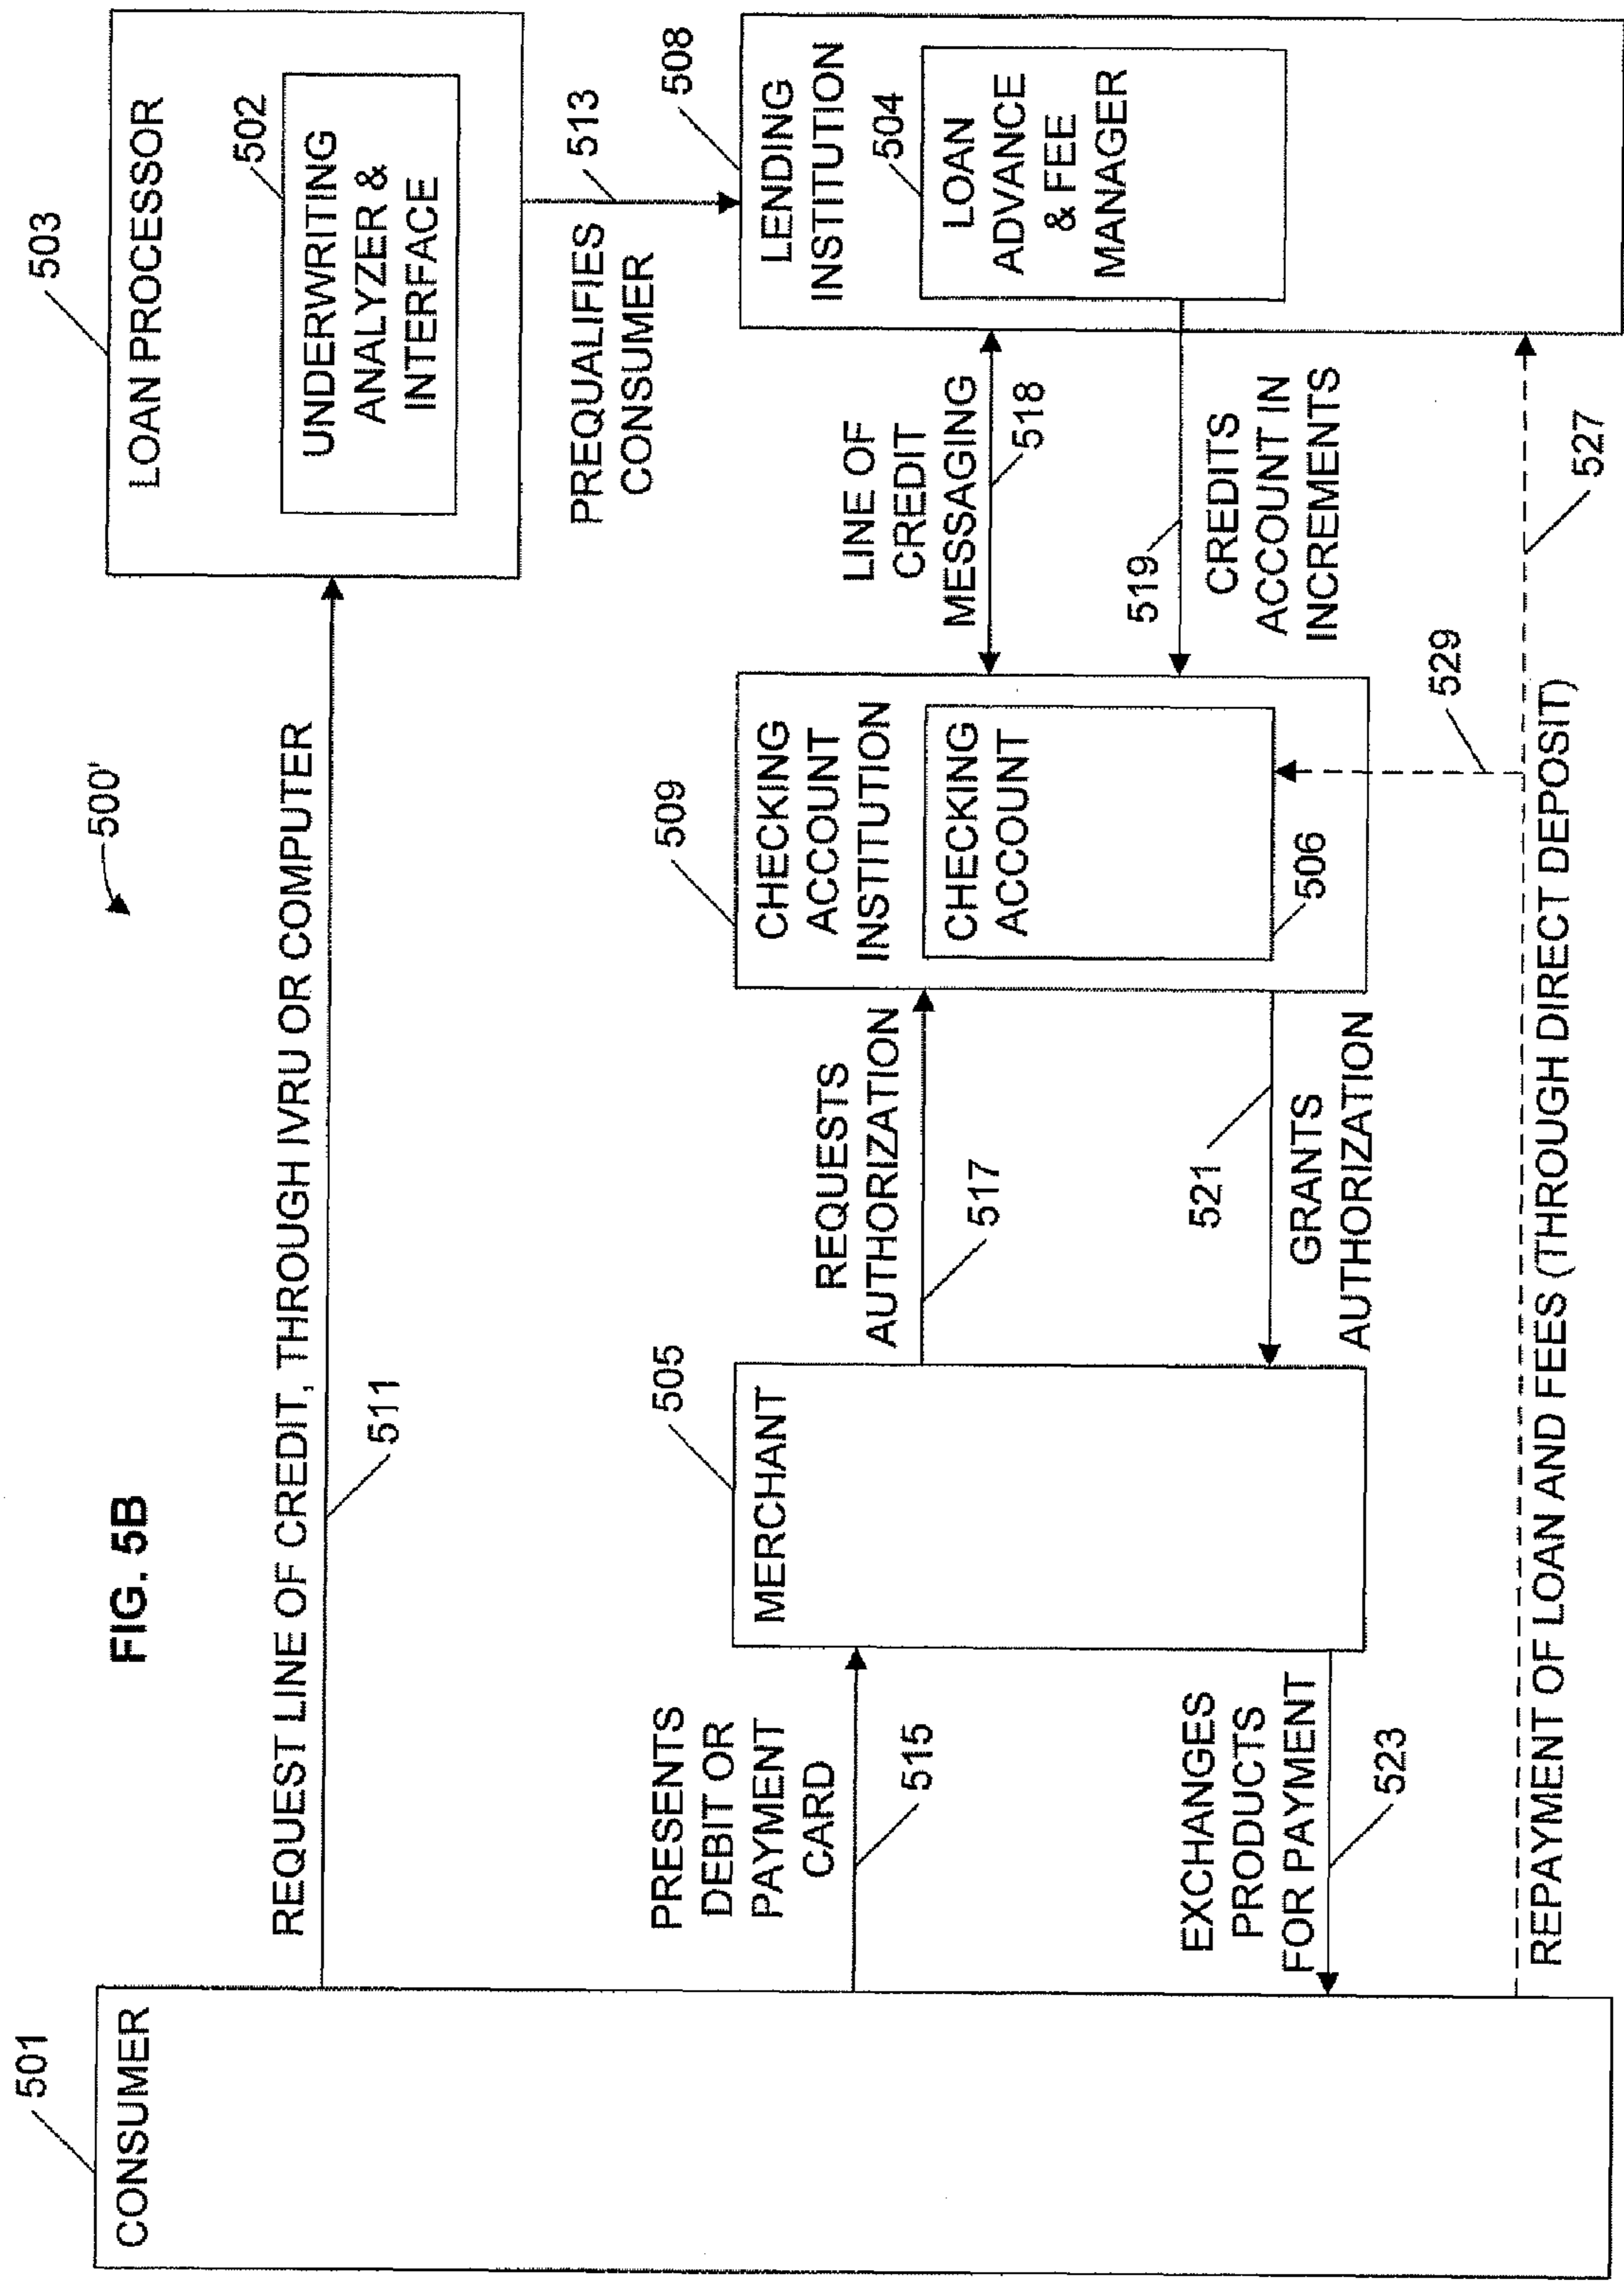 FIG. 5B
500'
501
CONSUMER
REQUEST LINE OF CREDIT, THROUGH IVRU OR COMPUTER
511
503
LOAN PROCESSOR
502
UNDERWRITING
ANALYZER &
INTERFACE
PREQUALIFIES
CONSUMER
513
PRESENTS
DEBIT OR
PAYMENT
CARD
515
505
MERCHANT
REQUESTS
AUTHORIZATION
517
509
CHECKING
ACCOUNT
INSTITUTION
CHECKING
ACCOUNT
506
LINE OF
CREDIT
MESSAGING
518
508
LENDING
INSTITUTION
504
LOAN
ADVANCE
& FEE
MANAGER
519
CREDITS
ACCOUNT IN
INCREMENTS
521
GRANTS
AUTHORIZATION
EXCHANGES
PRODUCTS
FOR PAYMENT
523
529
527
REPAYMENT OF LOAN AND FEES (THROUGH DIRECT DEPOSIT)